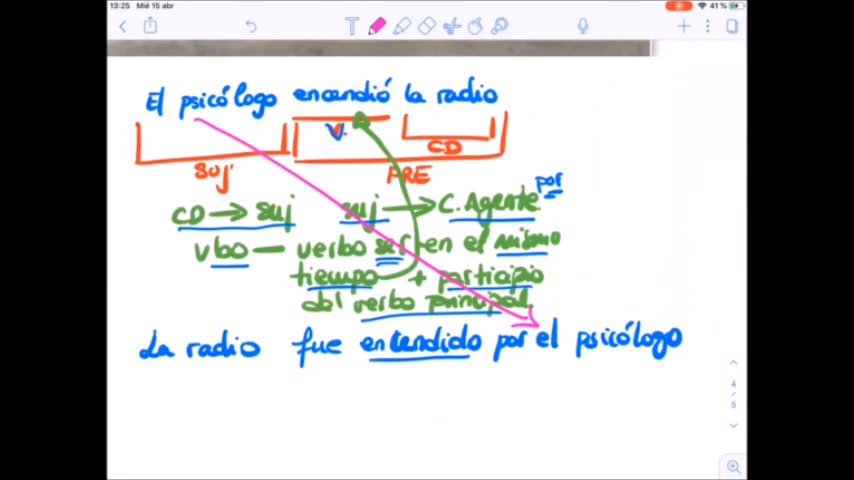 13:25 Mié 15 abr
41 %
El psicólogo encendió la radio
V.
CD
Suj
PRE
por
CD → suj suj → C. Agente
Vbo — verbo ser en el mismo
tiempo + participio
del verbo principal.
La radio fue encendido por el psicólogo
4
/
5